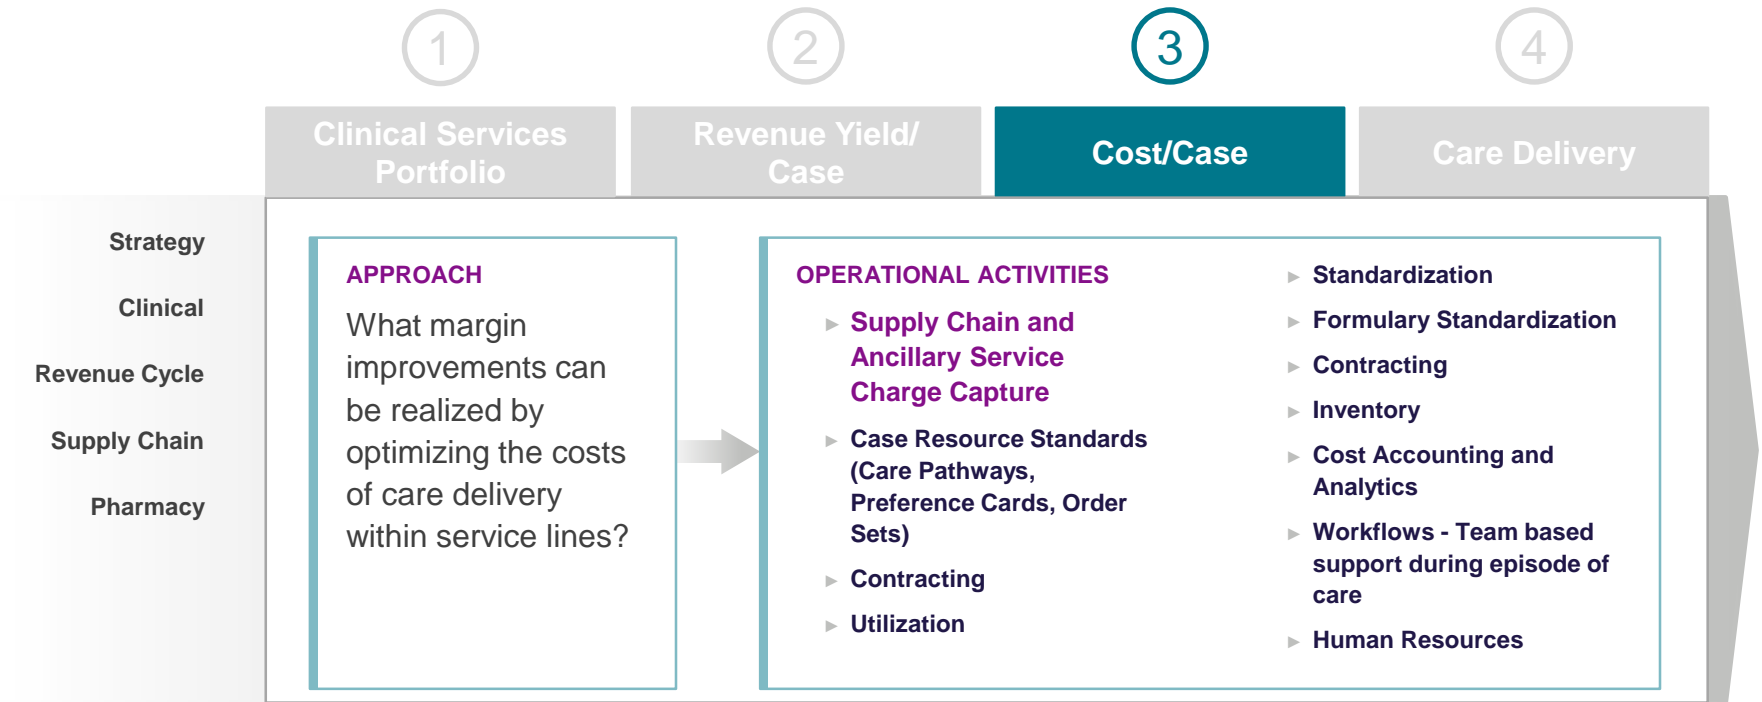 1
2
3
4
Clinical Services
Portfolio
Revenue Yield/
Case
Cost/Case
Care Delivery
Strategy
Clinical
Revenue Cycle
Supply Chain
Pharmacy
APPROACH
What margin
improvements can
be realized by
optimizing the costs
of care delivery
within service lines?
OPERATIONAL ACTIVITIES
► Supply Chain and
Ancillary Service
Charge Capture
► Case Resource Standards
(Care Pathways,
Preference Cards, Order
Sets)
► Contracting
► Utilization
► Standardization
► Formulary Standardization
► Contracting
► Inventory
► Cost Accounting and
Analytics
► Workflows - Team based
support during episode of
care
► Human Resources